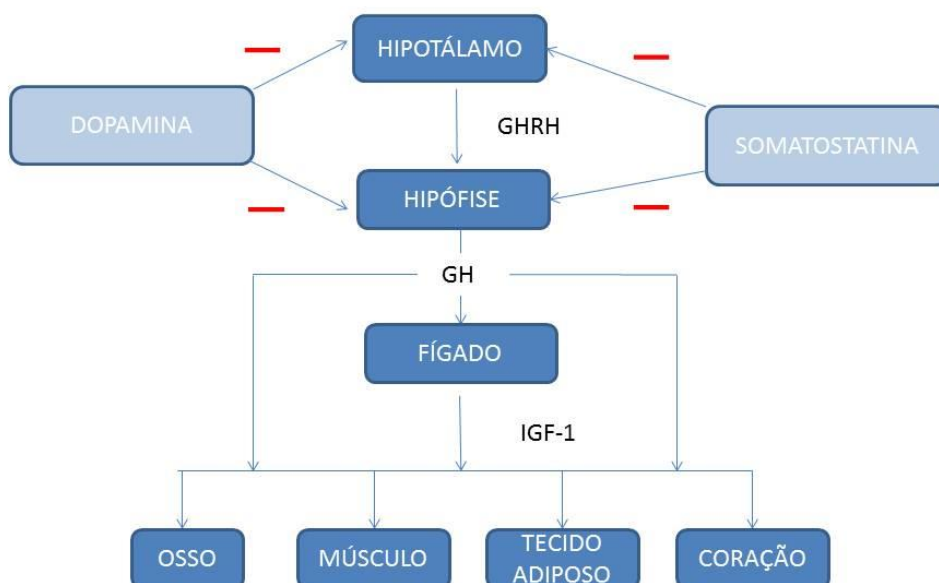 HIPOTÁLAMO
DOPAMINA
GHRH
SOMATOSTATINA
HIPÓFISE
GH
FÍGADO
IGF-1
OSSO
MÚSCULO
TECIDO
ADIPOSO
CORAÇÃO